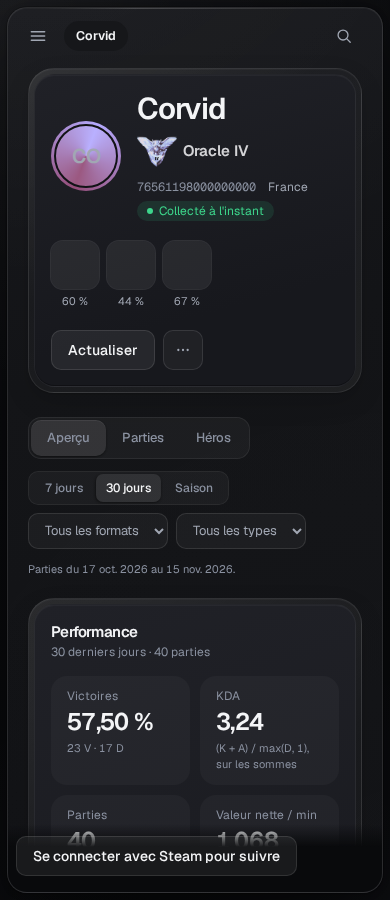 Corvid
Corvid
CO
Oracle IV
76561198000000000 France
Collecté à l'instant
60 % 44 % 67 %
Actualiser ···
Aperçu Parties Héros
7 jours 30 jours Saison
Tous les formats Tous les types
Parties du 17 oct. 2026 au 15 nov. 2026.
Performance
30 derniers jours · 40 parties
Victoires
57,50 %
23 V · 17 D
KDA
3,24
(K + A) / max(D, 1),
sur les sommes
Parties
40
Valeur nette / min
1 068
Se connecter avec Steam pour suivre